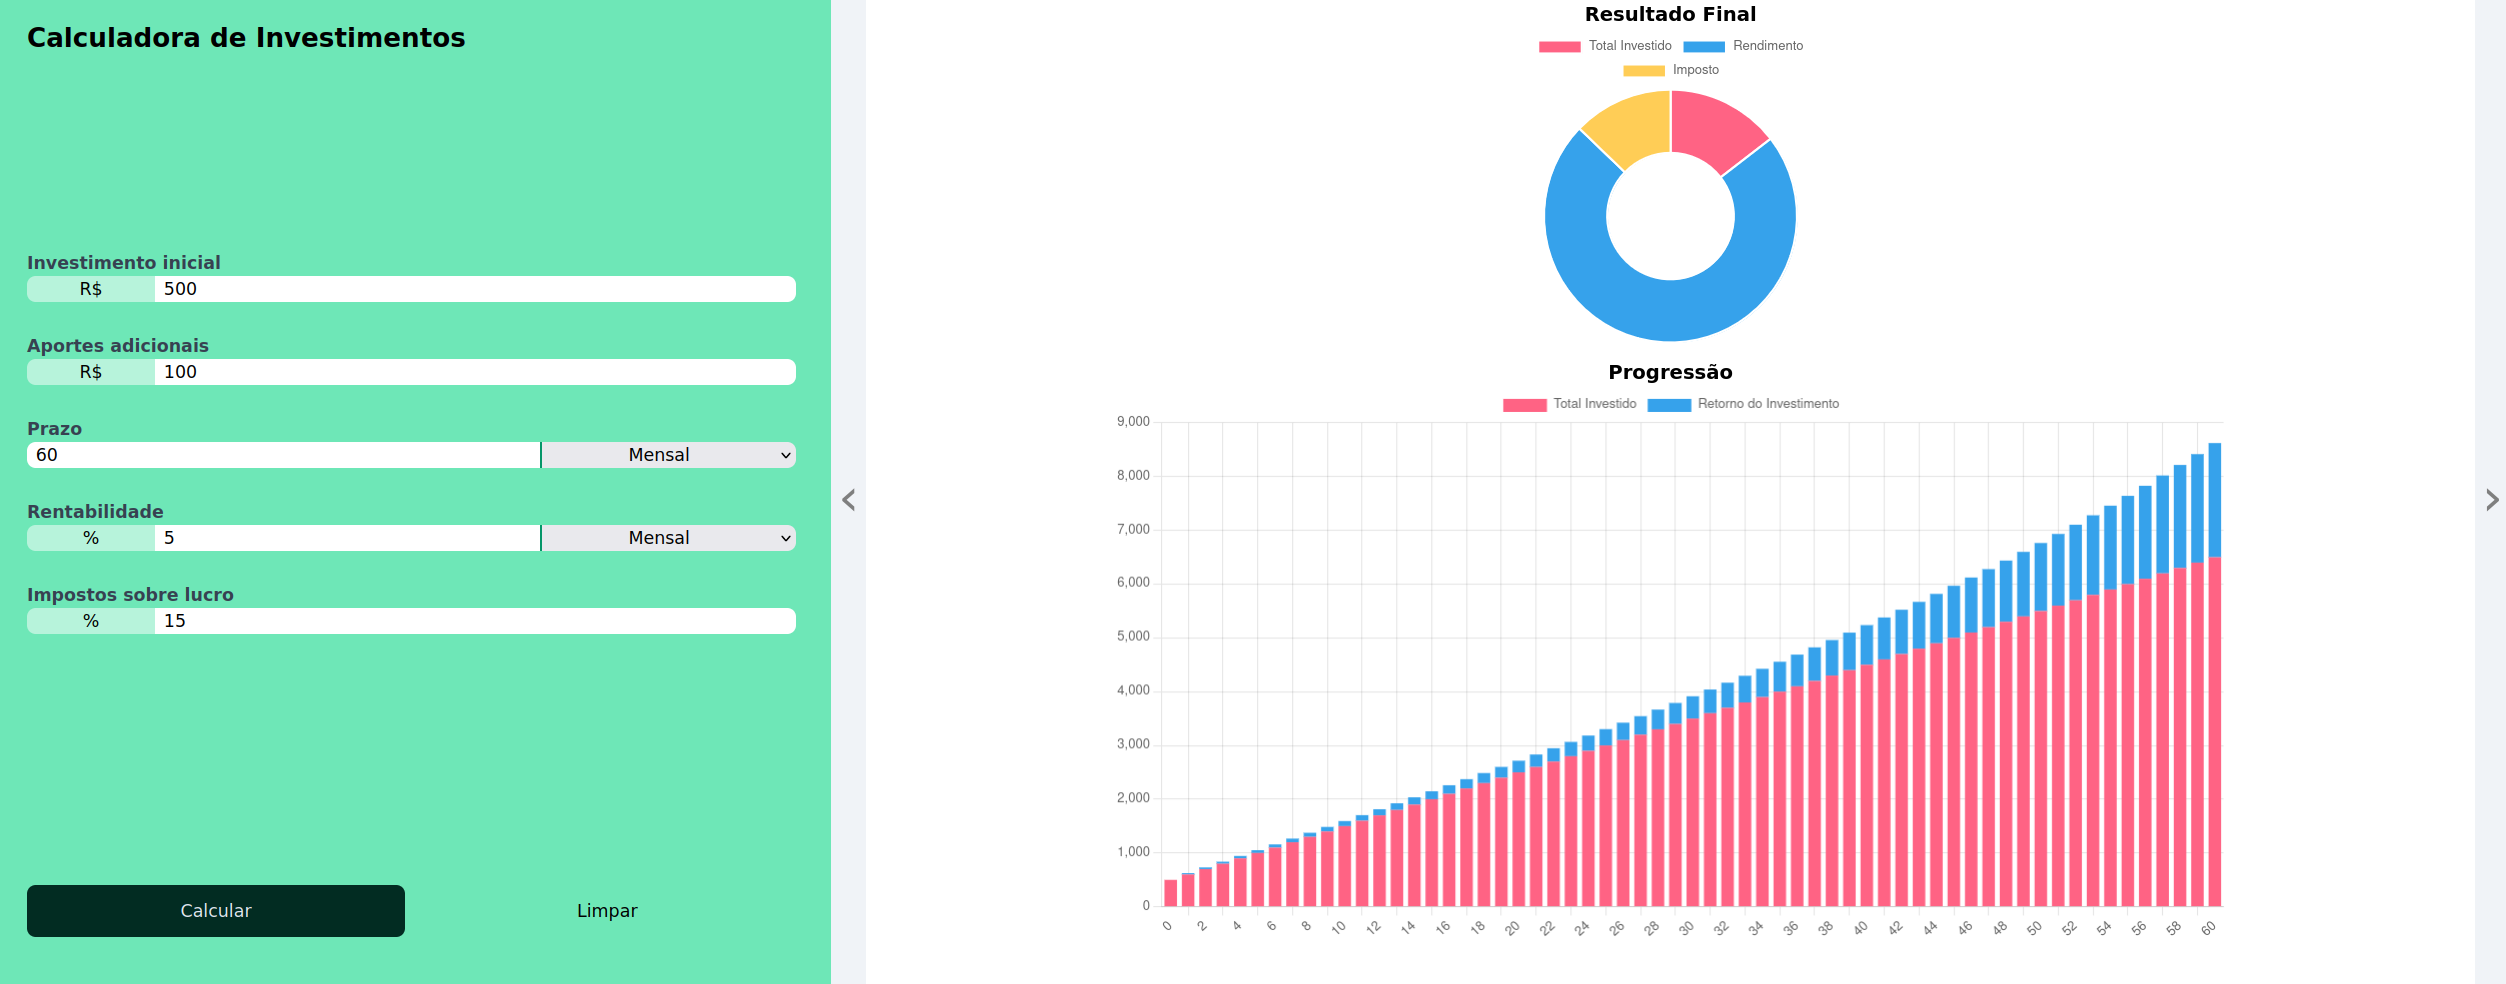 Calculadora de Investimentos
Investimento inicial
R$ 500
Aportes adicionais
R$ 100
Prazo
60 Mensal
Rentabilidade
% 5 Mensal
Impostos sobre lucro
% 15
Calcular Limpar
Resultado Final
Total Investido Rendimento
Imposto
Progressão
Total Investido Retorno do Investimento
9,000
8,000
7,000
6,000
5,000
4,000
3,000
2,000
1,000
0
0 2 4 6 8 10 12 14 16 18 20 22 24 26 28 30 32 34 36 38 40 42 44 46 48 50 52 54 56 58 60